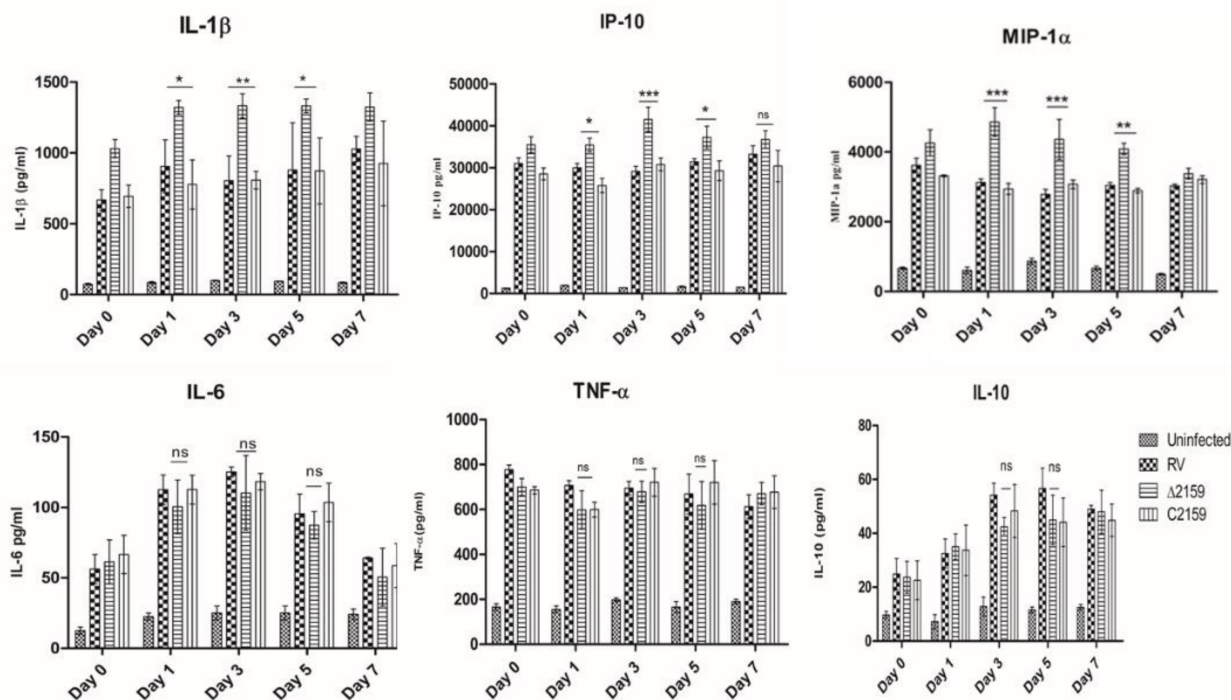 IL-1β
*
**
*
IL-1β (pg/ml)
1500
1000
500
0
Day 0
Day 1
Day 3
Day 5
Day 7
IP-10
*
***
*
ns
IP-10 pg/ml
50000
40000
30000
20000
10000
0
Day 0
Day 1
Day 3
Day 5
Day 7
MIP-1α
***
***
**
MIP-1a pg/ml
6000
4000
2000
0
Day 0
Day 1
Day 3
Day 5
Day 7
IL-6
ns
ns
ns
IL-6 pg/ml
150
100
50
0
Day 0
Day 1
Day 3
Day 5
Day 7
TNF-α
ns
ns
ns
TNF-α(pg/ml)
1000
800
600
400
200
0
Day 0
Day 1
Day 3
Day 5
Day 7
IL-10
ns
ns
IL-10 (pg/ml)
80
60
40
20
0
Day 0
Day 1
Day 3
Day 5
Day 7
Uninfected
RV
Δ2159
C2159